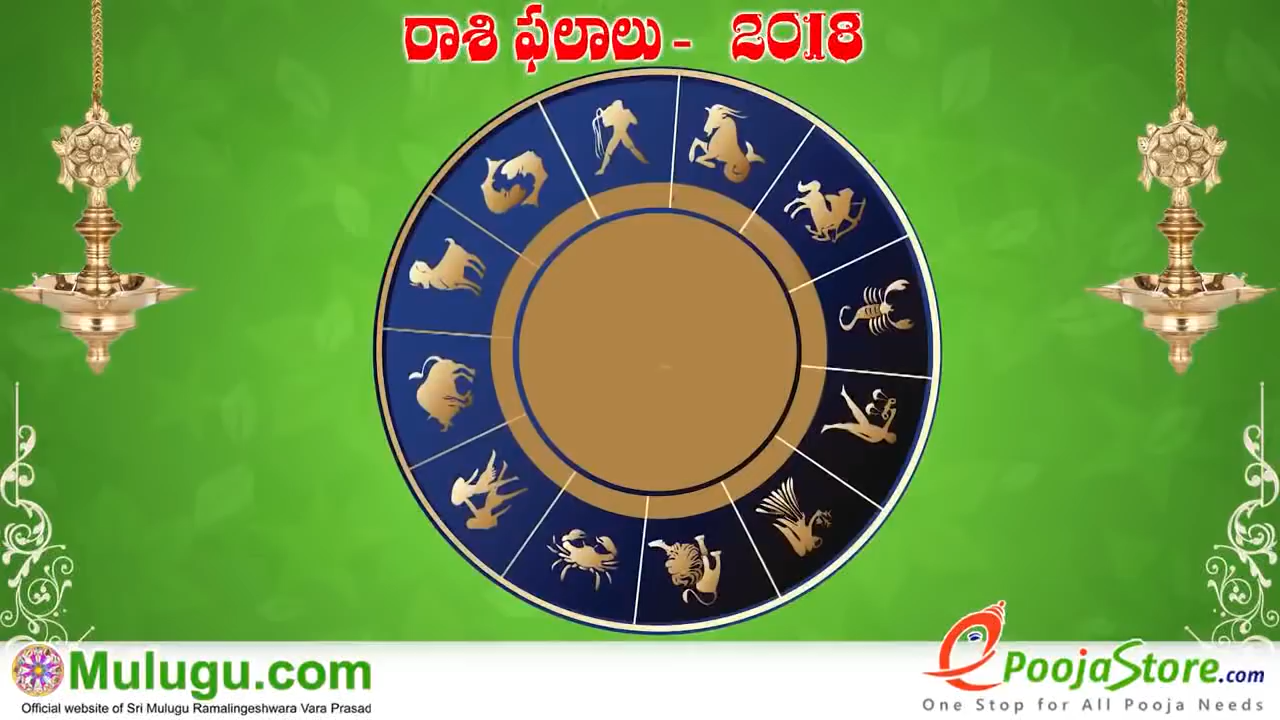 రాశి ఫలాలు - 2018
Mulugu.com
Official website of Sri Mulugu Ramalingeshwara Vara Prasad
ePoojaStore.com
One Stop for All Pooja Needs